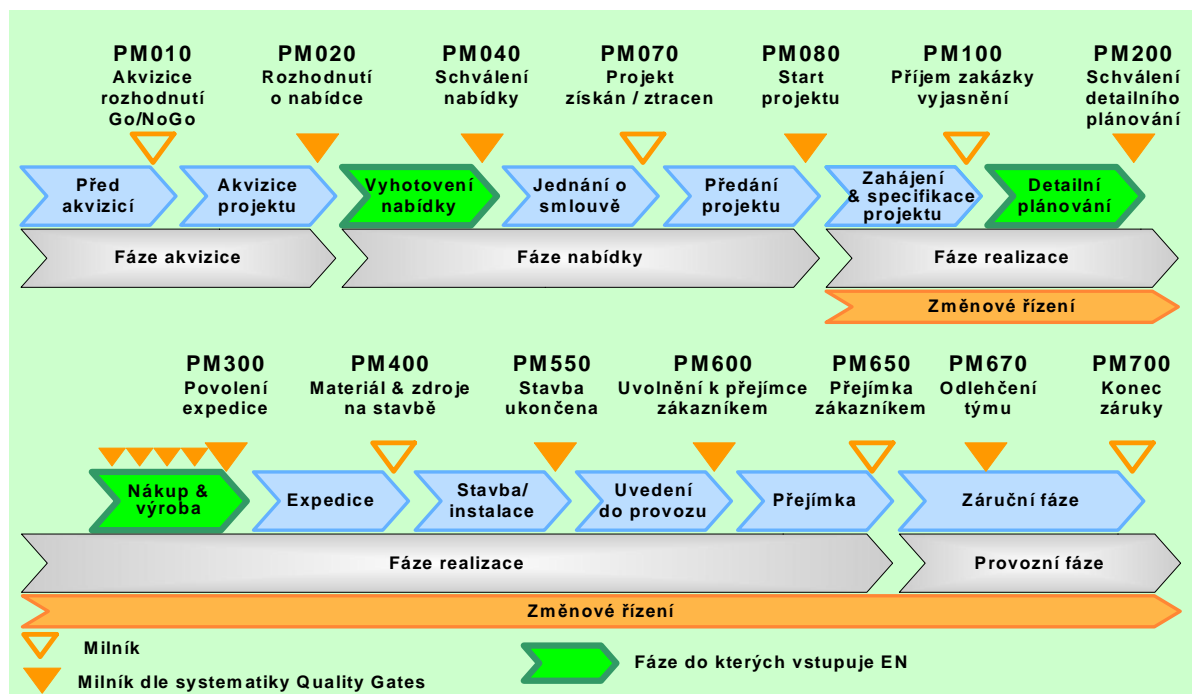 PM010
Akvizice
rozhodnutí
Go/NoGo
PM020
Rozhodnutí
o nabídce
PM040
Schválení
nabídky
PM070
Projekt
získán / ztracen
PM080
Start
projektu
PM100
Příjem zakázky
vyjasnění
PM200
Schválení
detailního
plánování
Před
akvizicí
Akvizice
projektu
Vyhotovení
nabídky
Jednání o
smlouvě
Předání
projektu
Zahájení
& specifikace
projektu
Detailní
plánování
Fáze akvizice
Fáze nabídky
Fáze realizace
Změnové řízení
PM300
Povolení
expedice
PM400
Materiál & zdroje
na stavbě
PM550
Stavba
ukončena
PM600
Uvolnění k přejímce
zákazníkem
PM650
Přejímka
zákazníkem
PM670
Odlehčení
týmu
PM700
Konec
záruky
Nákup &
výroba
Expedice
Stavba/
instalace
Uvedení
do provozu
Přejímka
Záruční fáze
Fáze realizace
Provozní fáze
Změnové řízení
Milník
Milník dle systematiky Quality Gates
Fáze do kterých vstupuje EN